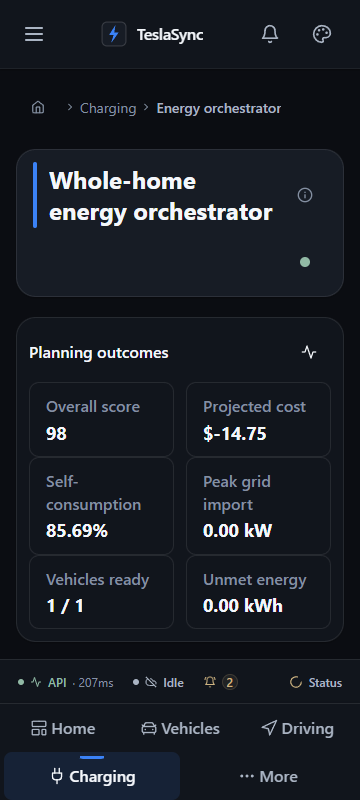 TeslaSync
Charging Energy orchestrator
Whole-home
energy orchestrator
Planning outcomes
Overall score
98
Projected cost
$-14.75
Self-
consumption
85.69%
Peak grid
import
0.00 kW
Vehicles ready
1 / 1
Unmet energy
0.00 kWh
API · 207ms Idle 2 Status
Home Vehicles Driving
Charging More